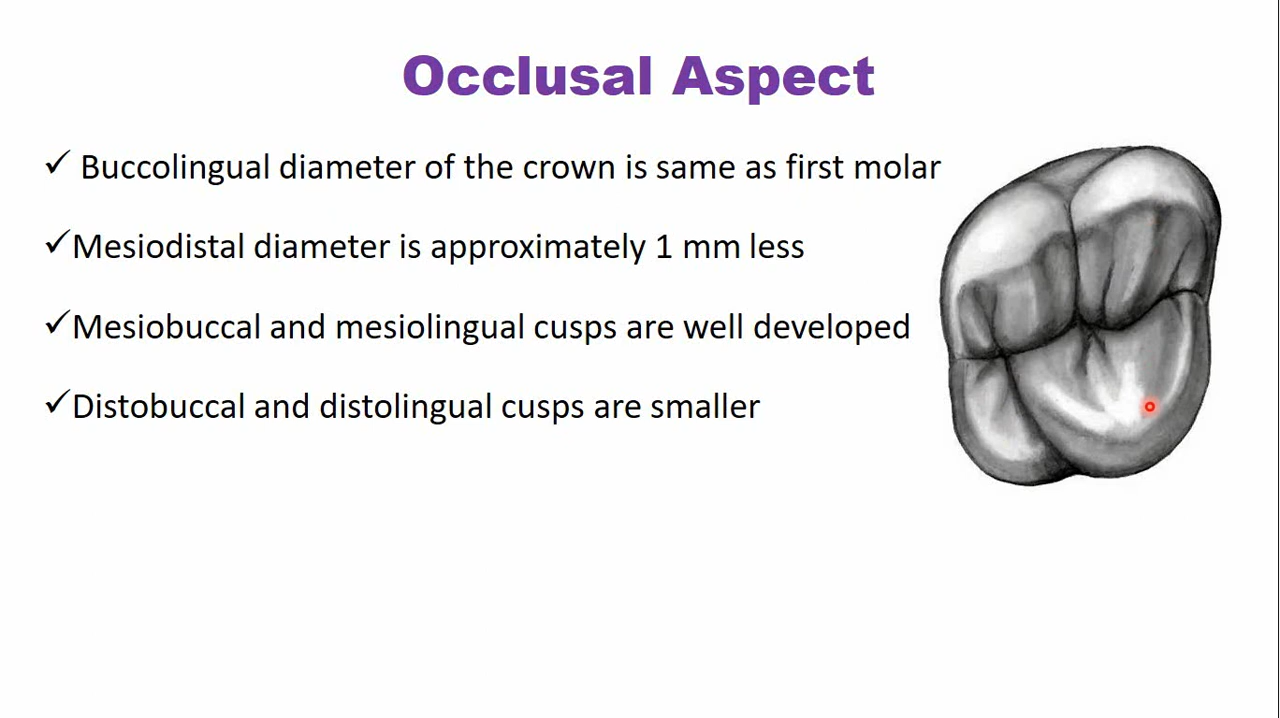 Occlusal Aspect
✓ Buccolingual diameter of the crown is same as first molar
✓Mesiodistal diameter is approximately 1 mm less
✓Mesiobuccal and mesiolingual cusps are well developed
✓Distobuccal and distolingual cusps are smaller